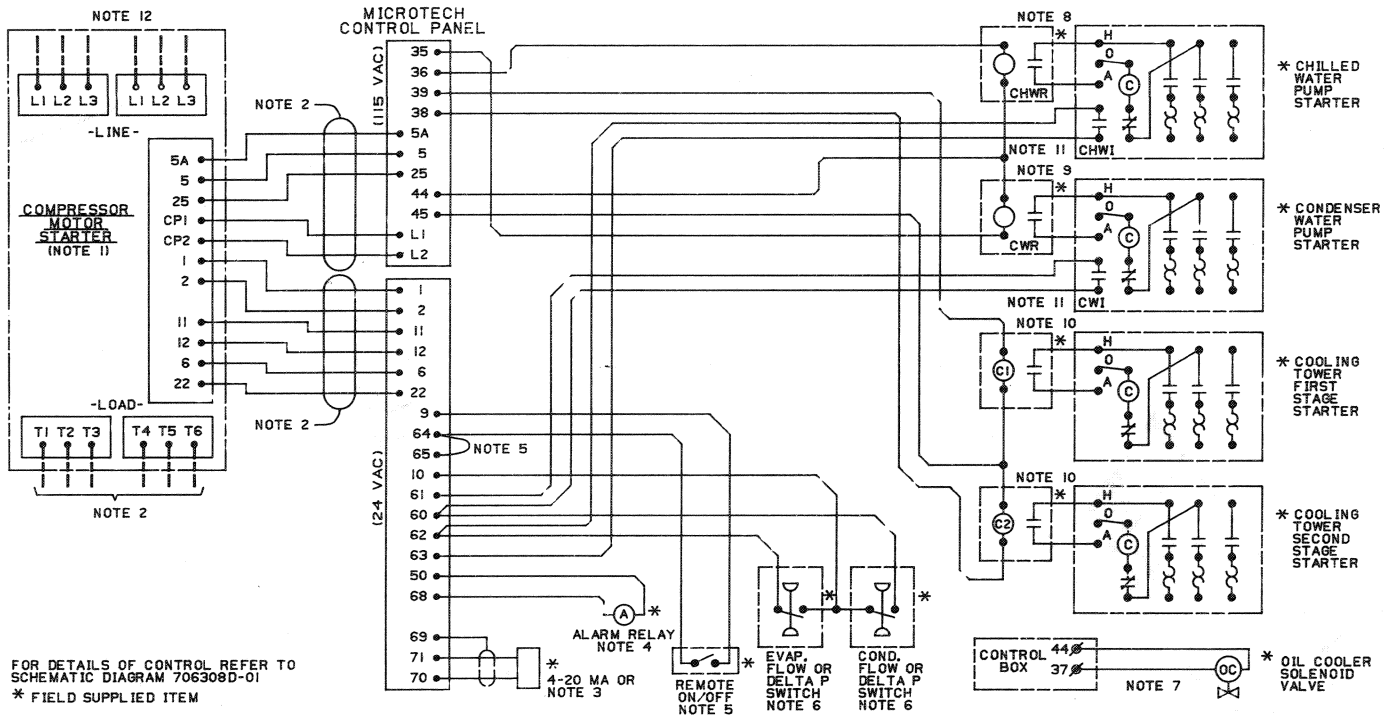 NOTE 12
L1 L2 L3
L1 L2 L3
-LINE-
COMPRESSOR
MOTOR
STARTER
(NOTE 1)
5A
5
25
CP1
CP2
1
2
11
12
6
22
-LOAD-
T1 T2 T3
T4 T5 T6
NOTE 2
NOTE 2
NOTE 2
MICROTECH
CONTROL PANEL
(115 VAC)
35
36
39
38
5A
5
25
44
45
L1
L2
(24 VAC)
1
2
11
12
6
22
9
64
65
NOTE 5
10
61
60
62
63
50
68
69
71
70
A
*
ALARM RELAY
NOTE 4
*
4-20 MA OR
NOTE 3
*
REMOTE
ON/OFF
NOTE 5
*
EVAP.
FLOW OR
DELTA P
SWITCH
NOTE 6
*
COND.
FLOW OR
DELTA P
SWITCH
NOTE 6
NOTE 8
*
CHWR
H
O
A
C
NOTE 11
CHWI
* CHILLED
WATER
PUMP
STARTER
NOTE 9
*
CWR
H
O
A
C
NOTE 11
CWI
* CONDENSER
WATER
PUMP
STARTER
NOTE 10
*
C1
H
O
A
C
* COOLING
TOWER
FIRST
STAGE
STARTER
NOTE 10
*
C2
H
O
A
C
* COOLING
TOWER
SECOND
STAGE
STARTER
CONTROL
BOX
44
37
NOTE 7
OC
* OIL COOLER
SOLENOID
VALVE
FOR DETAILS OF CONTROL REFER TO
SCHEMATIC DIAGRAM 706308D-01
* FIELD SUPPLIED ITEM